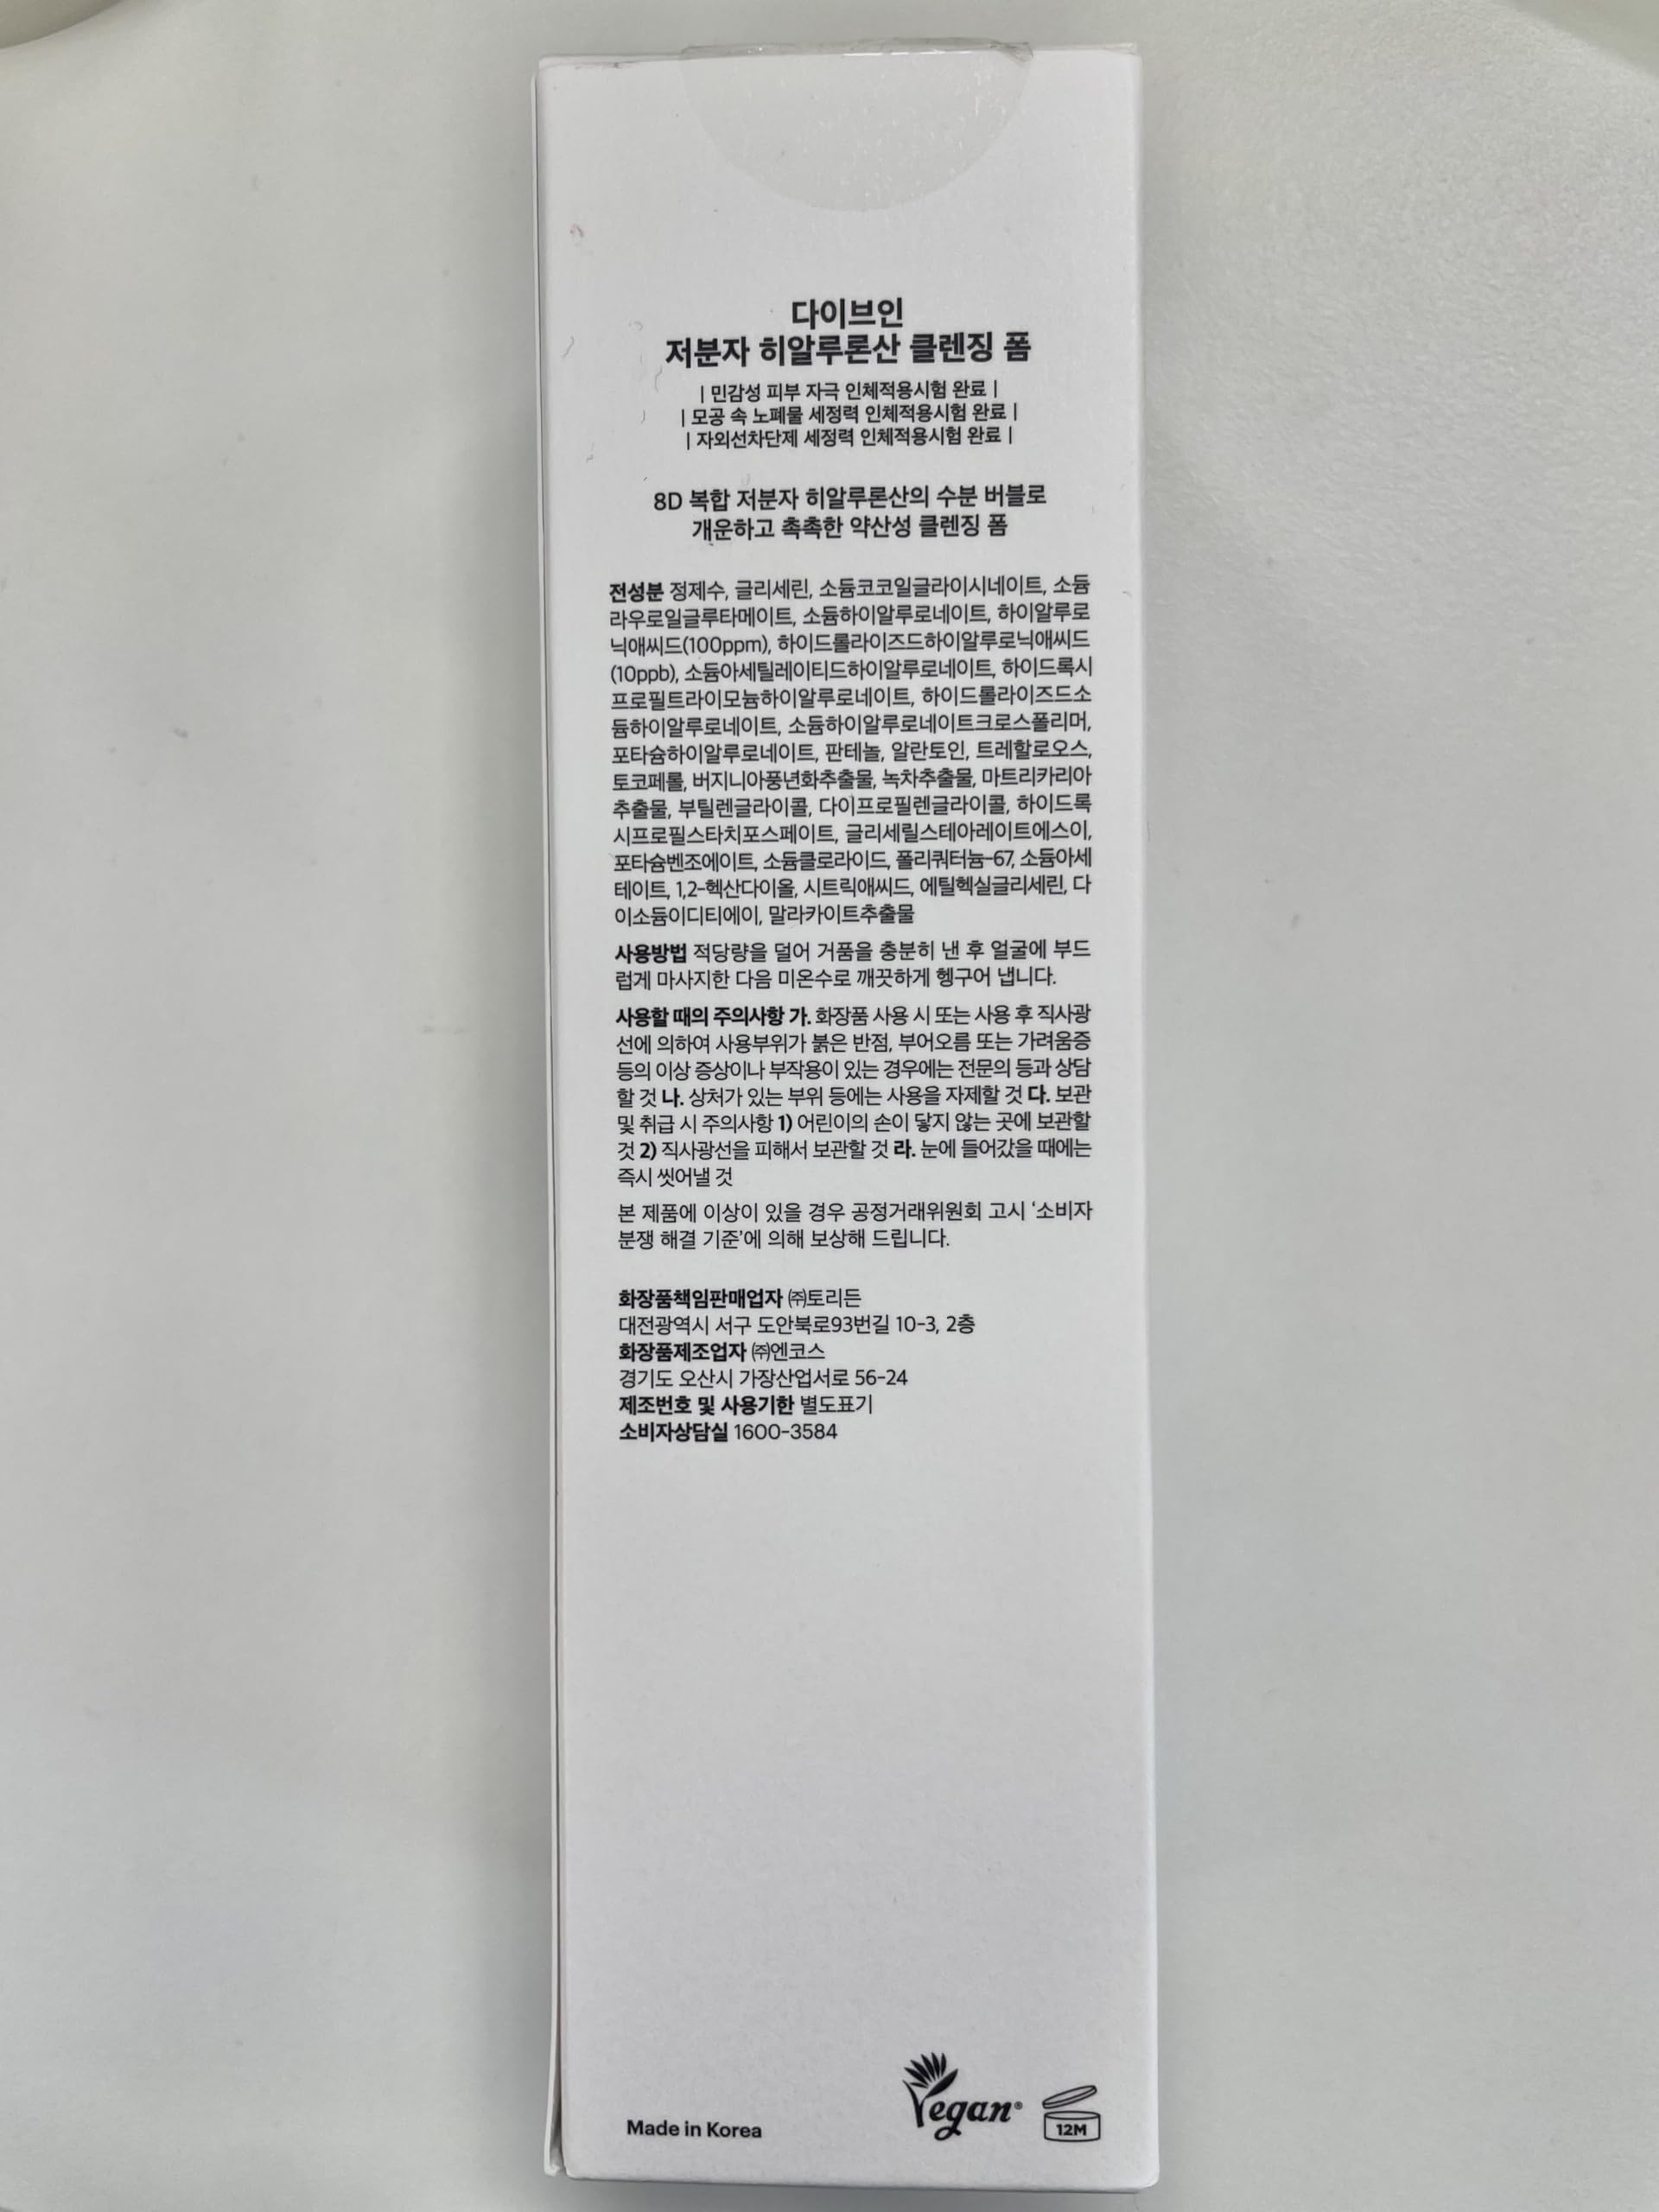 다이브인
저분자 히알루론산 클렌징 폼
| 민감성 피부 자극 인체적용시험 완료 |
| 모공 속 노폐물 세정력 인체적용시험 완료 |
| 자외선차단제 세정력 인체적용시험 완료 |
8D 복합 저분자 히알루론산의 수분 버블로
개운하고 촉촉한 약산성 클렌징 폼
전성분 정제수, 글리세린, 소듐코코일글라이시네이트, 소듐
라우로일글루타메이트, 소듐하이알루로네이트, 하이알루로
닉애씨드(100ppm), 하이드롤라이즈드하이알루로닉애씨드
(10ppb), 소듐아세틸레이티드하이알루로네이트, 하이드록시
프로필트라이모늄하이알루로네이트, 하이드롤라이즈드소
듐하이알루로네이트, 소듐하이알루로네이트크로스폴리머,
포타슘하이알루로네이트, 판테놀, 알란토인, 트레할로오스,
토코페롤, 버지니아풍년화추출물, 녹차추출물, 마트리카리아
추출물, 부틸렌글라이콜, 다이프로필렌글라이콜, 하이드록
시프로필스타치포스페이트, 글리세릴스테아레이트에스이,
포타슘벤조에이트, 소듐클로라이드, 폴리쿼터늄-67, 소듐아세
테이트, 1,2-헥산다이올, 시트릭애씨드, 에틸헥실글리세린, 다
이소듐이디티에이, 말라카이트추출물
사용방법 적당량을 덜어 거품을 충분히 낸 후 얼굴에 부드
럽게 마사지한 다음 미온수로 깨끗하게 헹구어 냅니다.
사용할 때의 주의사항 가. 화장품 사용 시 또는 사용 후 직사광
선에 의하여 사용부위가 붉은 반점, 부어오름 또는 가려움증
등의 이상 증상이나 부작용이 있는 경우에는 전문의 등과 상담
할 것 나. 상처가 있는 부위 등에는 사용을 자제할 것 다. 보관
및 취급 시 주의사항 1) 어린이의 손이 닿지 않는 곳에 보관할
것 2) 직사광선을 피해서 보관할 것 라. 눈에 들어갔을 때에는
즉시 씻어낼 것
본 제품에 이상이 있을 경우 공정거래위원회 고시 ‘소비자
분쟁 해결 기준’에 의해 보상해 드립니다.
화장품책임판매업자 ㈜토리든
대전광역시 서구 도안북로93번길 10-3, 2층
화장품제조업자 ㈜엔코스
경기도 오산시 가장산업서로 56-24
제조번호 및 사용기한 별도표기
소비자상담실 1600-3584
Made in Korea
Vegan®
12M